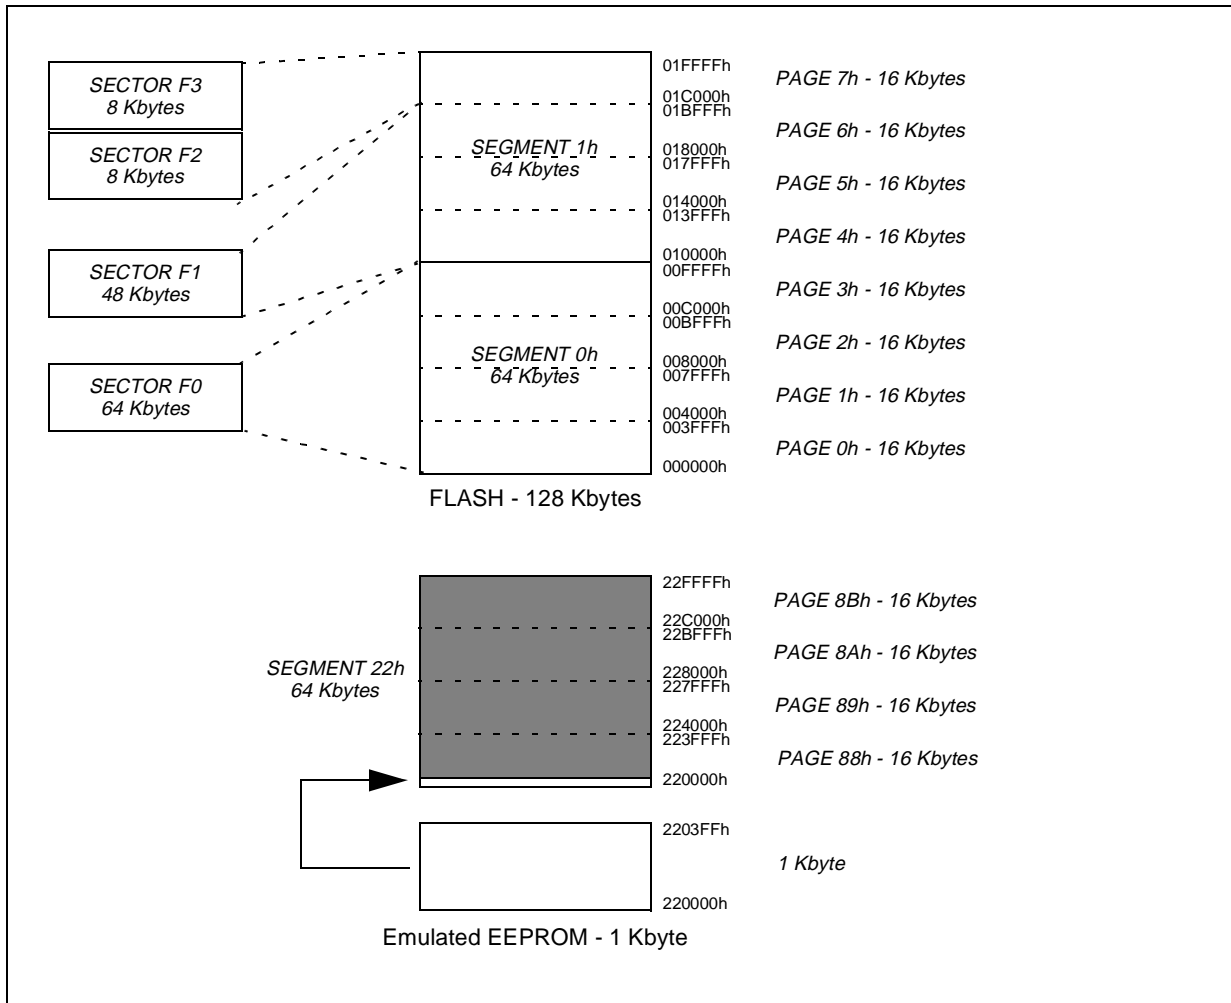 SECTOR F3
8 Kbytes
SECTOR F2
8 Kbytes
SECTOR F1
48 Kbytes
SECTOR F0
64 Kbytes
SEGMENT 1h
64 Kbytes
SEGMENT 0h
64 Kbytes
01FFFFh
01C000h
01BFFFh
018000h
017FFFh
014000h
013FFFh
010000h
00FFFFh
00C000h
00BFFFh
008000h
007FFFh
004000h
003FFFh
000000h
PAGE 7h - 16 Kbytes
PAGE 6h - 16 Kbytes
PAGE 5h - 16 Kbytes
PAGE 4h - 16 Kbytes
PAGE 3h - 16 Kbytes
PAGE 2h - 16 Kbytes
PAGE 1h - 16 Kbytes
PAGE 0h - 16 Kbytes
FLASH - 128 Kbytes
SEGMENT 22h
64 Kbytes
22FFFFh
22C000h
22BFFFh
228000h
227FFFh
224000h
223FFFh
220000h
PAGE 8Bh - 16 Kbytes
PAGE 8Ah - 16 Kbytes
PAGE 89h - 16 Kbytes
PAGE 88h - 16 Kbytes
2203FFh
1 Kbyte
220000h
Emulated EEPROM - 1 Kbyte